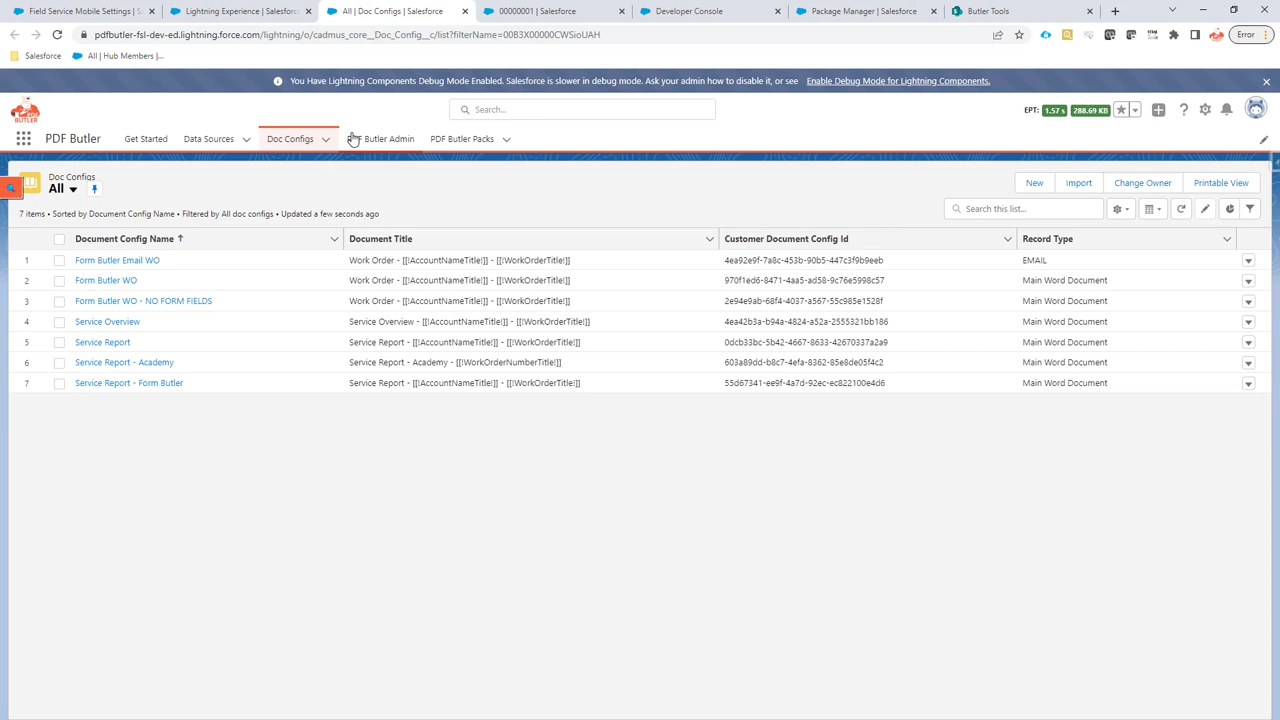 Field Service Mobile Settings | S
Lightning Experience | Salesforce
All | Doc Configs | Salesforce
00000001 | Salesforce
Developer Console
Package Manager | Salesforce
Butler Tools
pdfbutler-fsl-dev-ed.lightning.force.com/lightning/o/cadmus_core__Doc_Config__c/list?filterName=00B3X00000CWSioUAH
Error
Salesforce
All | Hub Members |...
You Have Lightning Components Debug Mode Enabled. Salesforce is slower in debug mode. Ask your admin how to disable it, or see Enable Debug Mode for Lightning Components.
PDF BUTLER
Search...
EPT: 1.57 s 288.69 KB
PDF Butler
Get Started
Data Sources
Doc Configs
Butler Admin
PDF Butler Packs
Doc Configs
All
New
Import
Change Owner
Printable View
7 items • Sorted by Document Config Name • Filtered by All doc configs • Updated a few seconds ago
Search this list...
Document Config Name
Document Title
Customer Document Config Id
Record Type
1 Form Butler Email WO Work Order - [[!AccountNameTitle!]] - [[!WorkOrderTitle!]] 4ea92e9f-7a8c-453b-90b5-447c3f9b9eeb EMAIL
2 Form Butler WO Work Order - [[!AccountNameTitle!]] - [[!WorkOrderTitle!]] 970f1ed6-8471-4aa5-ad58-9c76e5998c57 Main Word Document
3 Form Butler WO - NO FORM FIELDS Work Order - [[!AccountNameTitle!]] - [[!WorkOrderTitle!]] 2e94e9ab-68f4-4037-a567-55c985e1528f Main Word Document
4 Service Overview Service Overview - [[!AccountNameTitle!]] - [[!WorkOrderTitle!]] 4ea42b3a-b94a-4824-a52a-2555321bb186 Main Word Document
5 Service Report Service Report - [[!AccountNameTitle!]] - [[!WorkOrderTitle!]] 0dcb33bc-5b42-4667-8633-42670337a2a9 Main Word Document
6 Service Report - Academy Service Report - Academy - [[!WorkOrderNumberTitle!]] 603a89dd-b8c7-4efa-8362-85e8de05f4c2 Main Word Document
7 Service Report - Form Butler Service Report - [[!AccountNameTitle!]] - [[!WorkOrderTitle!]] 55d67341-ee9f-4a7d-92ec-ec822100e4d6 Main Word Document